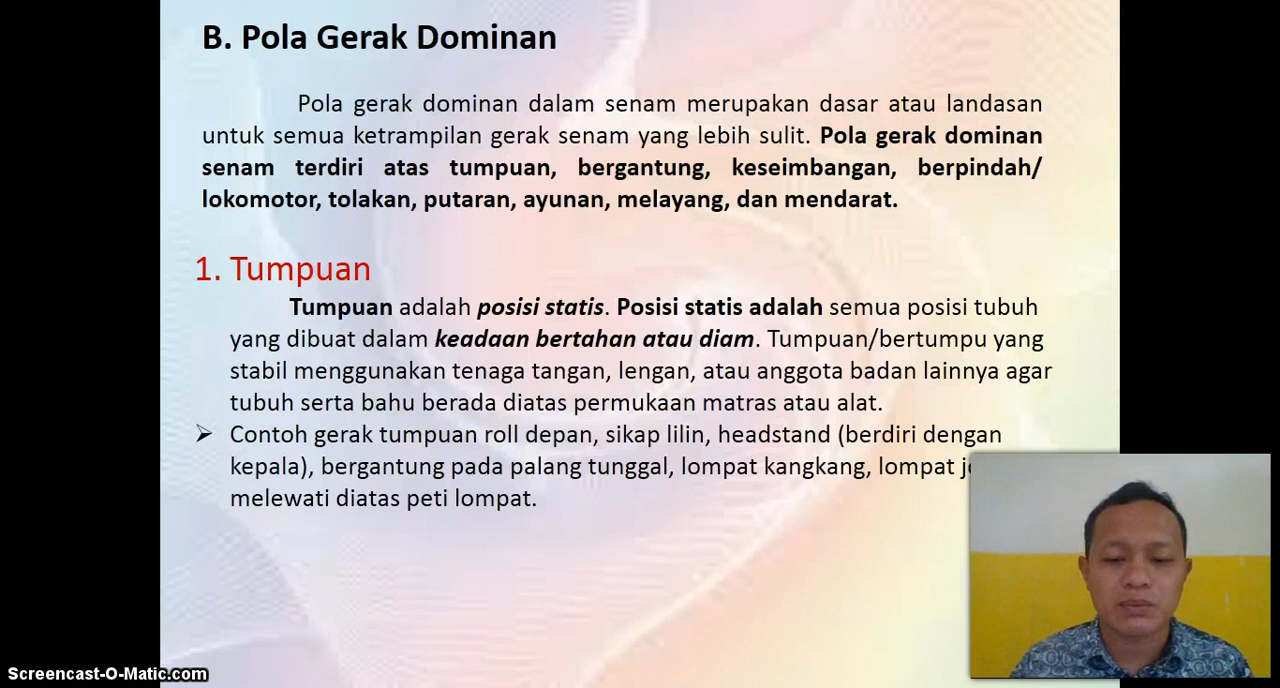 B. Pola Gerak Dominan
Pola gerak dominan dalam senam merupakan dasar atau landasan
untuk semua ketrampilan gerak senam yang lebih sulit. Pola gerak dominan
senam terdiri atas tumpuan, bergantung, keseimbangan, berpindah/
lokomotor, tolakan, putaran, ayunan, melayang, dan mendarat.
1. Tumpuan
Tumpuan adalah posisi statis. Posisi statis adalah semua posisi tubuh
yang dibuat dalam keadaan bertahan atau diam. Tumpuan/bertumpu yang
stabil menggunakan tenaga tangan, lengan, atau anggota badan lainnya agar
tubuh serta bahu berada diatas permukaan matras atau alat.
➢ Contoh gerak tumpuan roll depan, sikap lilin, headstand (berdiri dengan
kepala), bergantung pada palang tunggal, lompat kangkang, lompat
melewati diatas peti lompat.
Screencast-O-Matic.com